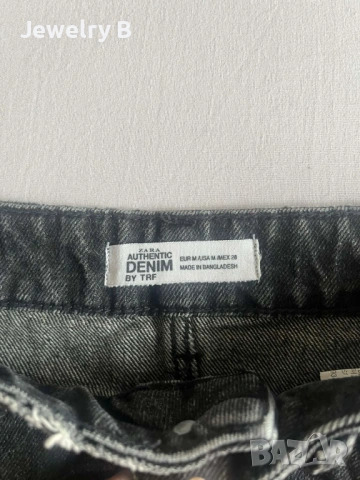 Jewelry B
ZARA
AUTHENTIC
DENIM
BY TRF
EUR M /USA M /MEX 28
MADE IN BANGLADESH
BAZAR